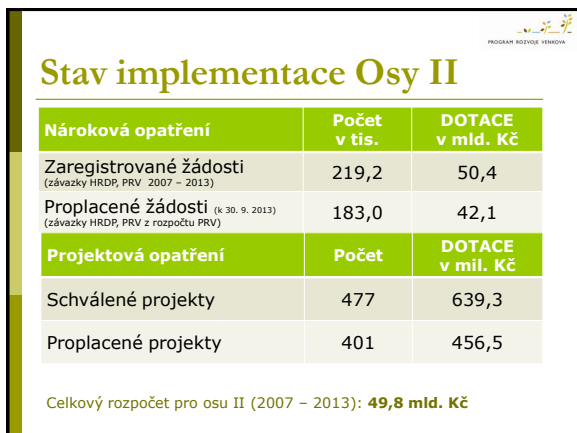 PROGRAM ROZVOJE VENKOVA
Stav implementace Osy II
Nároková opatření Počet v tis. DOTACE v mld. Kč
Zaregistrované žádosti 219,2 50,4
(závazky HRDP, PRV 2007 – 2013)
Proplacené žádosti (k 30. 9. 2013) 183,0 42,1
(závazky HRDP, PRV z rozpočtu PRV)
Projektová opatření Počet DOTACE v mil. Kč
Schválené projekty 477 639,3
Proplacené projekty 401 456,5
Celkový rozpočet pro osu II (2007 – 2013): 49,8 mld. Kč